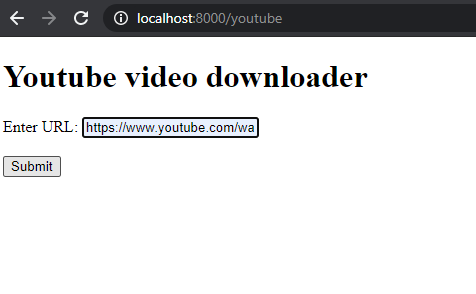 localhost:8000/youtube
Youtube video downloader
Enter URL: https://www.youtube.com/wa
Submit